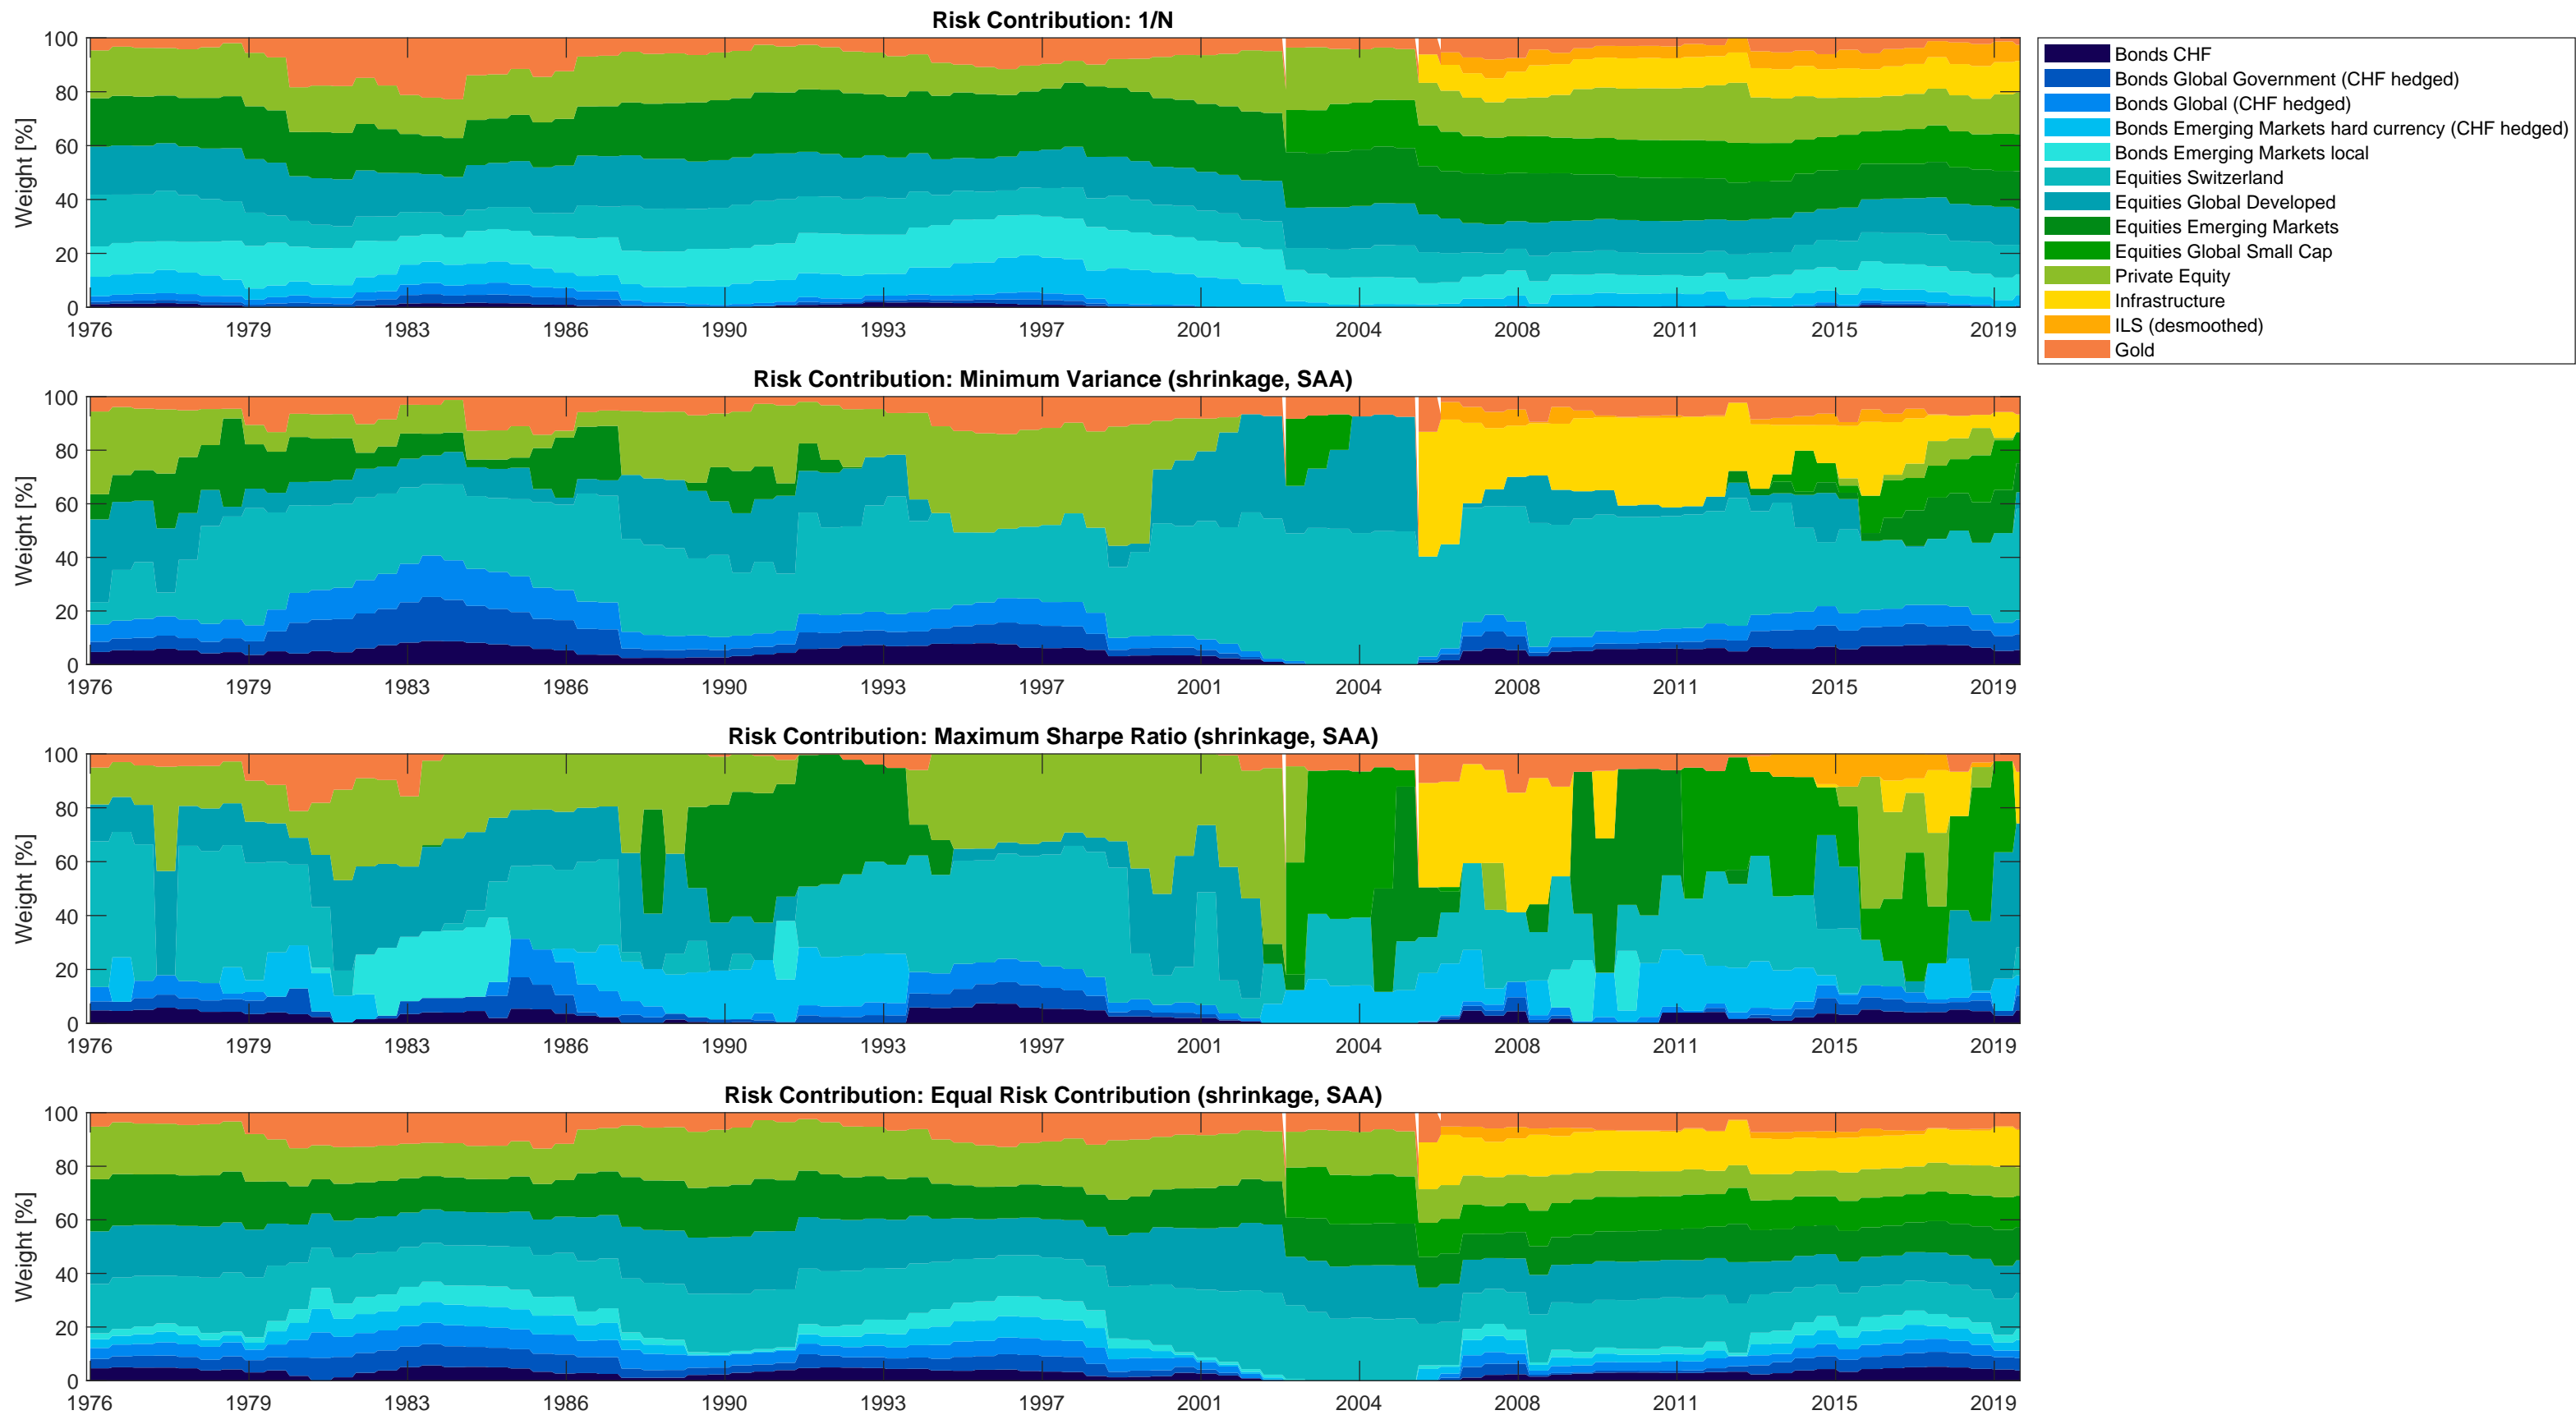 Risk Contribution: 1/N
Weight [%]
100
80
60
40
20
0
1976 1979 1983 1986 1990 1993 1997 2001 2004 2008 2011 2015 2019
Bonds CHF
Bonds Global Government (CHF hedged)
Bonds Global (CHF hedged)
Bonds Emerging Markets hard currency (CHF hedged)
Bonds Emerging Markets local
Equities Switzerland
Equities Global Developed
Equities Emerging Markets
Equities Global Small Cap
Private Equity
Infrastructure
ILS (desmoothed)
Gold
Risk Contribution: Minimum Variance (shrinkage, SAA)
Weight [%]
100
80
60
40
20
0
1976 1979 1983 1986 1990 1993 1997 2001 2004 2008 2011 2015 2019
Risk Contribution: Maximum Sharpe Ratio (shrinkage, SAA)
Weight [%]
100
80
60
40
20
0
1976 1979 1983 1986 1990 1993 1997 2001 2004 2008 2011 2015 2019
Risk Contribution: Equal Risk Contribution (shrinkage, SAA)
Weight [%]
100
80
60
40
20
0
1976 1979 1983 1986 1990 1993 1997 2001 2004 2008 2011 2015 2019